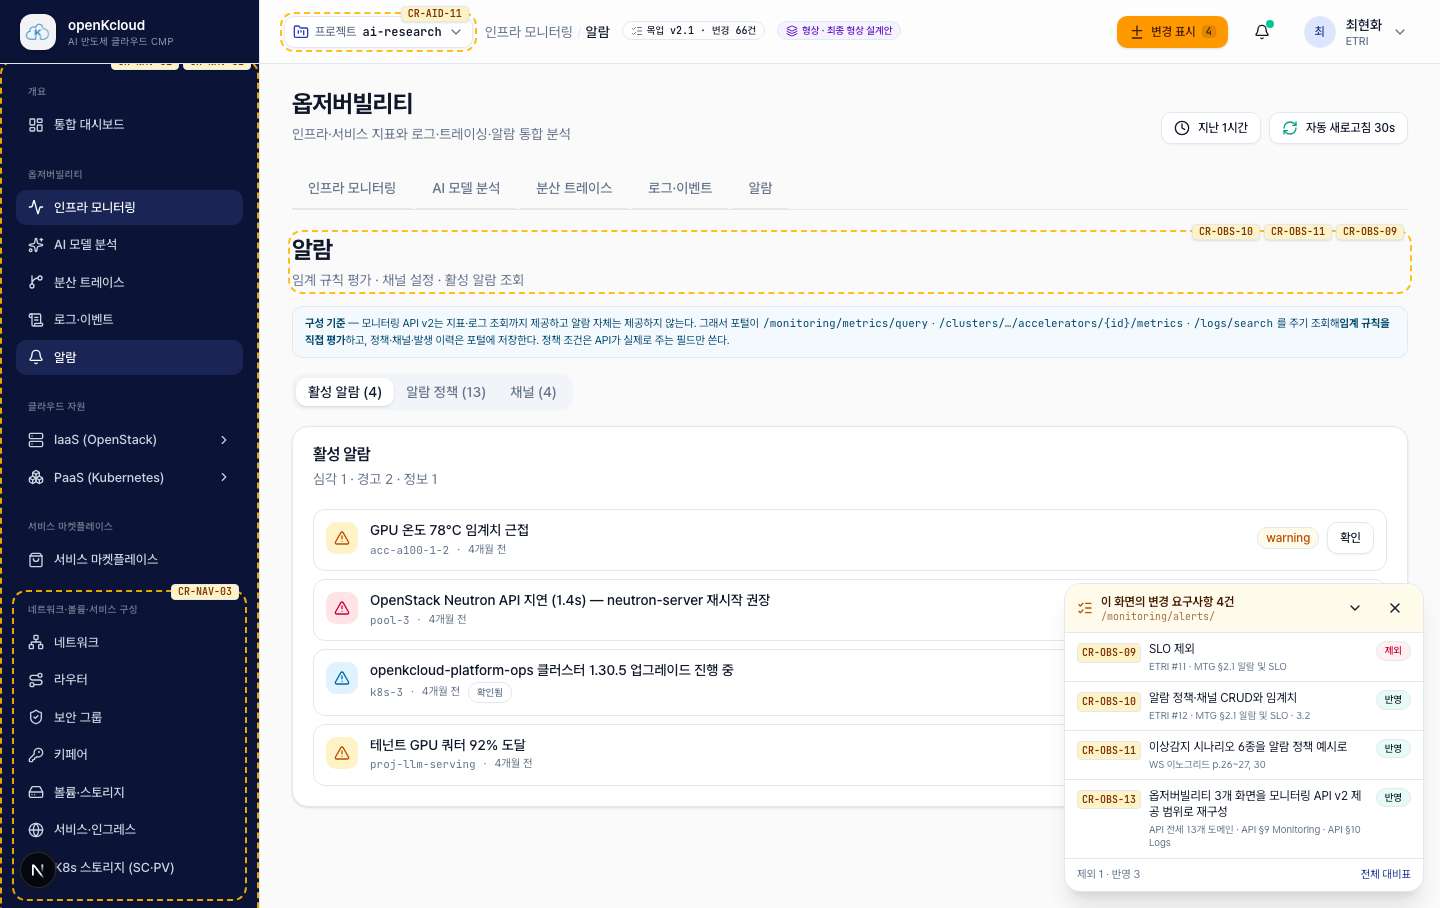 openKcloud
AI 반도체 클라우드 CMP
개요
통합 대시보드
옵저버빌리티
인프라 모니터링
AI 모델 분석
분산 트레이스
로그·이벤트
알람
클라우드 자원
IaaS (OpenStack)
PaaS (Kubernetes)
서비스 마켓플레이스
서비스 마켓플레이스
CR-NAV-03
네트워크·볼륨·서비스 구성
네트워크
라우터
보안 그룹
키페어
볼륨·스토리지
서비스·인그레스
K8s 스토리지 (SC·PV)
N
CR-AID-11
프로젝트 ai-research
인프라 모니터링 / 알람
목업 v2.1 · 변경 66건
형상 · 최종 형상 설계안
변경 표시 4
최
최현화
ETRI
옵저버빌리티
인프라·서비스 지표와 로그·트레이싱·알람 통합 분석
지난 1시간
자동 새로고침 30s
인프라 모니터링
AI 모델 분석
분산 트레이스
로그·이벤트
알람
CR-OBS-10
CR-OBS-11
CR-OBS-09
알람
임계 규칙 평가 · 채널 설정 · 활성 알람 조회
구성 기준 — 모니터링 API v2는 지표·로그 조회까지 제공하고 알람 자체는 제공하지 않는다. 그래서 포털이 /monitoring/metrics/query · /clusters/…/accelerators/{id}/metrics · /logs/search 를 주기 조회해임계 규칙을
직접 평가하고, 정책·채널·발생 이력은 포털에 저장한다. 정책 조건은 API가 실제로 주는 필드만 쓴다.
활성 알람 (4)
알람 정책 (13)
채널 (4)
활성 알람
심각 1 · 경고 2 · 정보 1
GPU 온도 78°C 임계치 근접
acc-a100-1-2 · 4개월 전
warning
확인
OpenStack Neutron API 지연 (1.4s) — neutron-server 재시작 권장
pool-3 · 4개월 전
openkcloud-platform-ops 클러스터 1.30.5 업그레이드 진행 중
k8s-3 · 4개월 전 확인됨
테넌트 GPU 쿼터 92% 도달
proj-llm-serving · 4개월 전
이 화면의 변경 요구사항 4건
/monitoring/alerts/
CR-OBS-09
SLO 제외
제외
ETRI #11 · MTG §2.1 알람 및 SLO
CR-OBS-10
알람 정책·채널 CRUD와 임계치
반영
ETRI #12 · MTG §2.1 알람 및 SLO · 3.2
CR-OBS-11
이상감지 시나리오 6종을 알람 정책 예시로
반영
WS 이노그리드 p.26~27, 30
CR-OBS-13
옵저버빌리티 3개 화면을 모니터링 API v2 제
공 범위로 재구성
반영
API 전세 13개 도메인 · API §9 Monitoring · API §10
Logs
제외 1 · 반영 3
전체 대비표